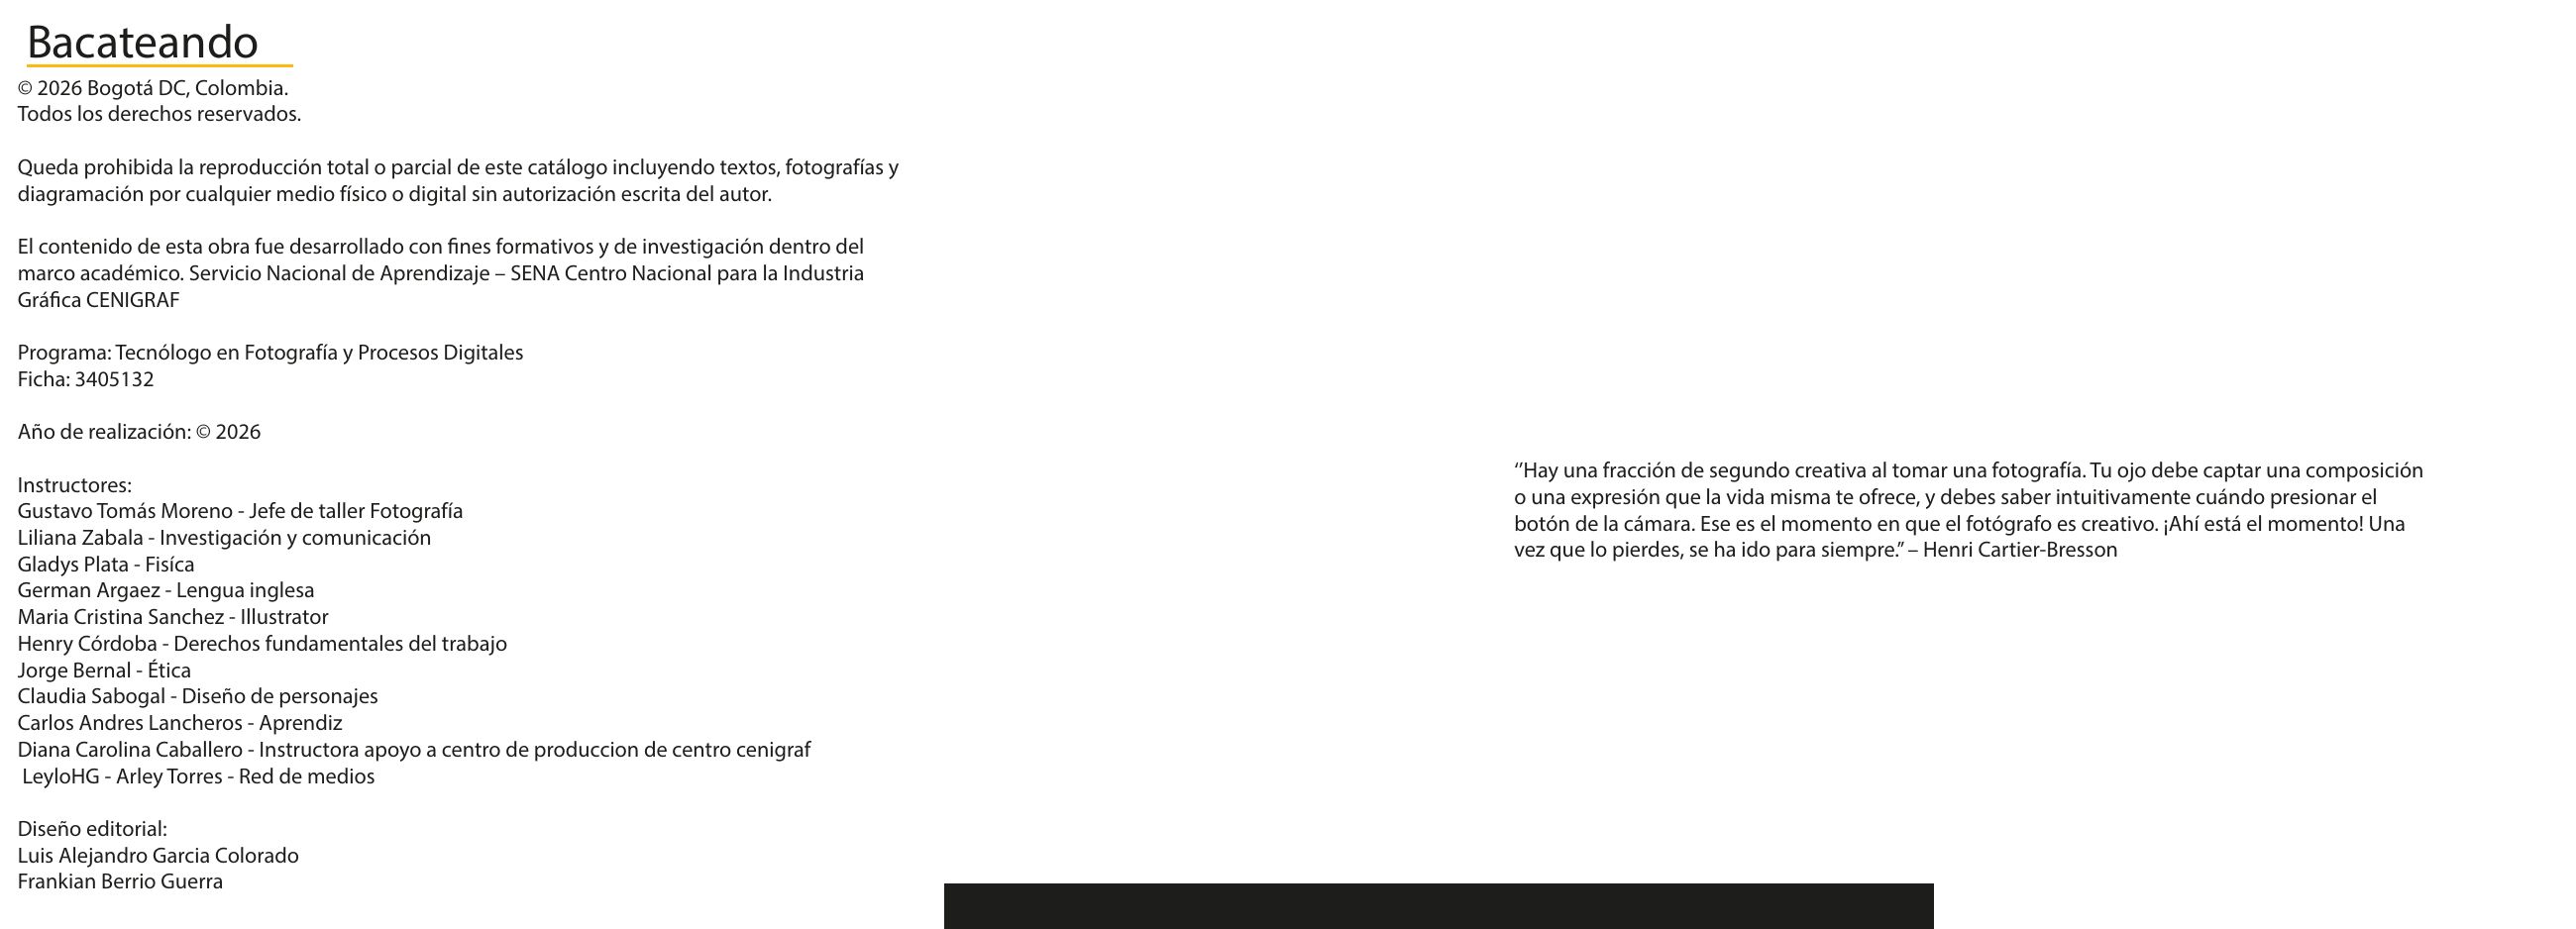 Bacateando
© 2026 Bogotá DC, Colombia.
Todos los derechos reservados.
Queda prohibida la reproducción total o parcial de este catálogo incluyendo textos, fotografías y
diagramación por cualquier medio físico o digital sin autorización escrita del autor.
El contenido de esta obra fue desarrollado con fines formativos y de investigación dentro del
marco académico. Servicio Nacional de Aprendizaje – SENA Centro Nacional para la Industria
Gráfica CENIGRAF
Programa: Tecnólogo en Fotografía y Procesos Digitales
Ficha: 3405132
Año de realización: © 2026
Instructores:
Gustavo Tomás Moreno - Jefe de taller Fotografía
Liliana Zabala - Investigación y comunicación
Gladys Plata - Fisíca
German Argaez - Lengua inglesa
Maria Cristina Sanchez - Illustrator
Henry Córdoba - Derechos fundamentales del trabajo
Jorge Bernal - Ética
Claudia Sabogal - Diseño de personajes
Carlos Andres Lancheros - Aprendiz
Diana Carolina Caballero - Instructora apoyo a centro de produccion de centro cenigraf
LeyloHG - Arley Torres - Red de medios
Diseño editorial:
Luis Alejandro Garcia Colorado
Frankian Berrio Guerra
‘’Hay una fracción de segundo creativa al tomar una fotografía. Tu ojo debe captar una composición
o una expresión que la vida misma te ofrece, y debes saber intuitivamente cuándo presionar el
botón de la cámara. Ese es el momento en que el fotógrafo es creativo. ¡Ahí está el momento! Una
vez que lo pierdes, se ha ido para siempre.” – Henri Cartier-Bresson